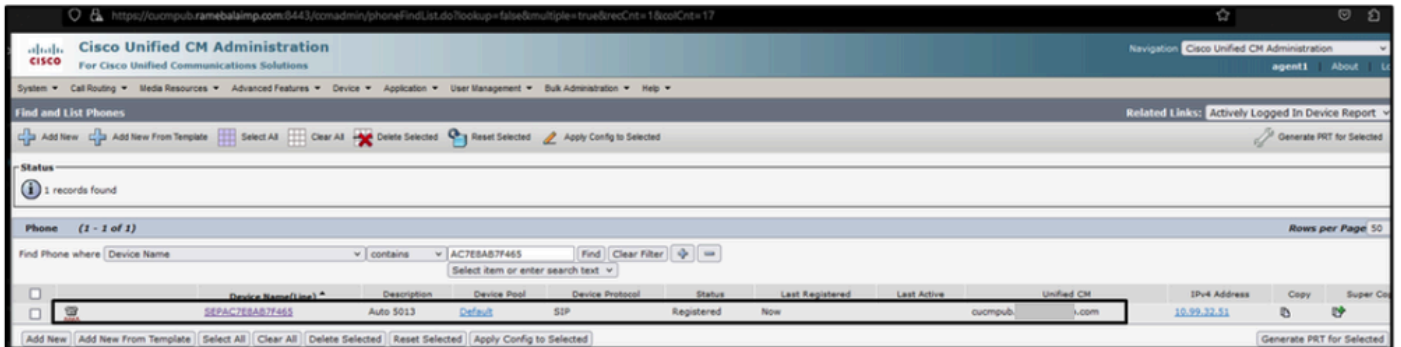 https://cucmpub.ramebalaimp.com:8443/ccmadmin/phoneFindList.do?lookup=false&multiple=true&recCnt=1&colCnt=17
cisco
Cisco Unified CM Administration
For Cisco Unified Communications Solutions
Navigation Cisco Unified CM Administration
agent1 About Lo
System Call Routing Media Resources Advanced Features Device Application User Management Bulk Administration Help
Find and List Phones Related Links: Actively Logged In Device Report
Add New Add New From Template Select All Clear All Delete Selected Reset Selected Apply Config to Selected Generate PRT for Selected
Status
1 records found
Phone (1 - 1 of 1) Rows per Page 50
Find Phone where Device Name contains AC7E8AB7F465 Find Clear Filter
Select item or enter search text
Device Name(Line) Description Device Pool Device Protocol Status Last Registered Last Active Unified CM IPv4 Address Copy Super Cop
SEPAC7E8AB7F465 Auto 5013 Default SIP Registered Now cucmpub. .com 10.99.32.51
Add New Add New From Template Select All Clear All Delete Selected Reset Selected Apply Config to Selected Generate PRT for Selected